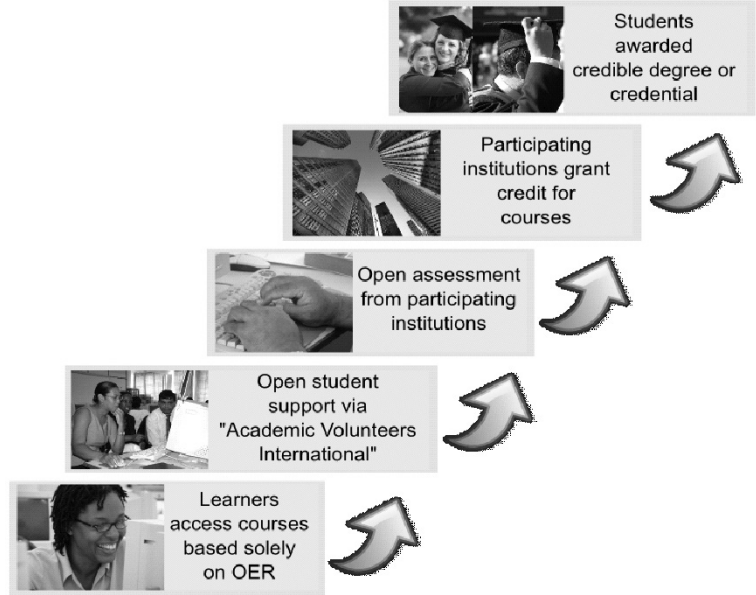 Students
awarded
credible degree or
credential
Participating
institutions grant
credit for
courses
Open assessment
from participating
institutions
Open student
support via
"Academic Volunteers
International"
Learners
access courses
based solely
on OER